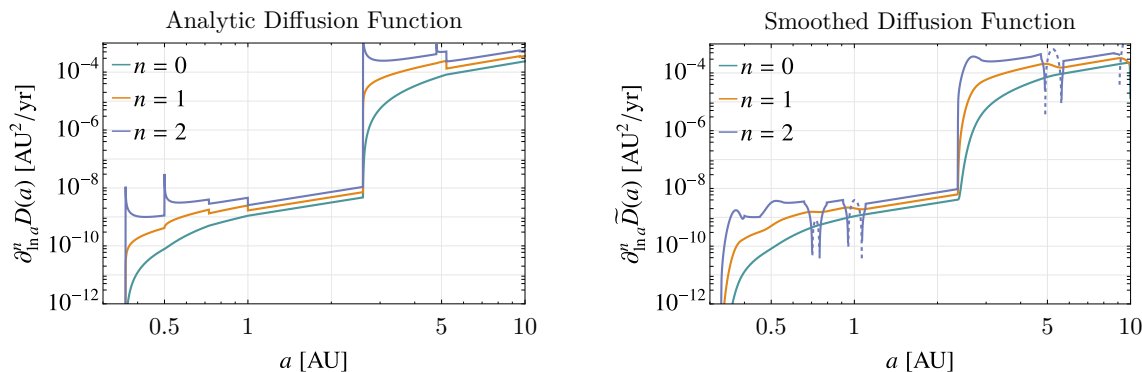 Analytic Diffusion Function
∂ⁿ_{ln a} D(a) [AU²/yr]
10⁻⁴
10⁻⁶
10⁻⁸
10⁻¹⁰
10⁻¹²
n = 0
n = 1
n = 2
0.5 1 5 10
a [AU]
Smoothed Diffusion Function
∂ⁿ_{ln a} D̃(a) [AU²/yr]
10⁻⁴
10⁻⁶
10⁻⁸
10⁻¹⁰
10⁻¹²
n = 0
n = 1
n = 2
0.5 1 5 10
a [AU]